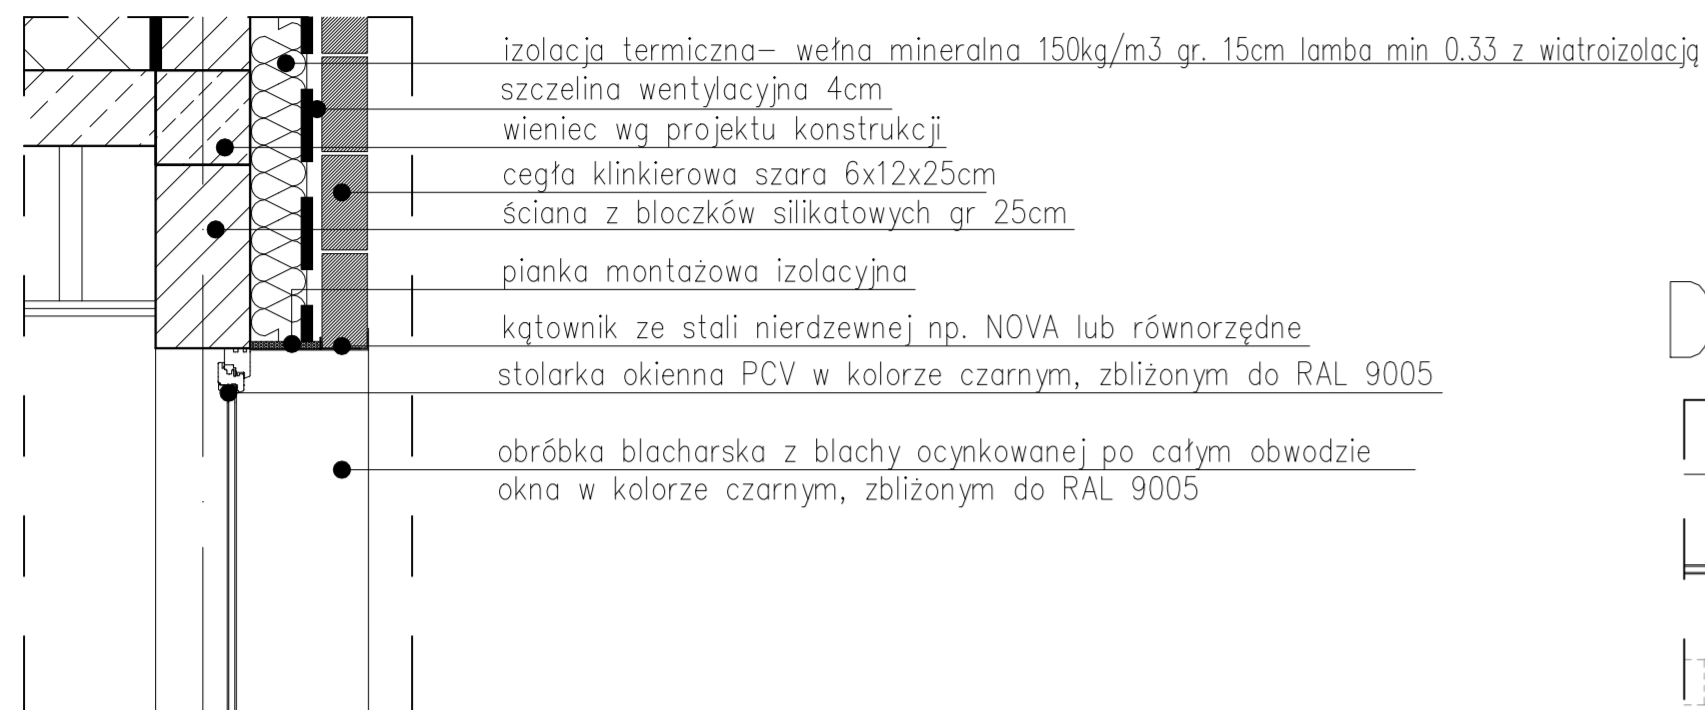 izolacja termiczna– wełna mineralna 150kg/m3 gr. 15cm lamba min 0.33 z wiatroizolacją
szczelina wentylacyjna 4cm
wieniec wg projektu konstrukcji
cegła klinkierowa szara 6x12x25cm
ściana z bloczków silikatowych gr 25cm
pianka montażowa izolacyjna
kątownik ze stali nierdzewnej np. NOVA lub równorzędne
stolarka okienna PCV w kolorze czarnym, zbliżonym do RAL 9005
obróbka blacharska z blachy ocynkowanej po całym obwodzie
okna w kolorze czarnym, zbliżonym do RAL 9005